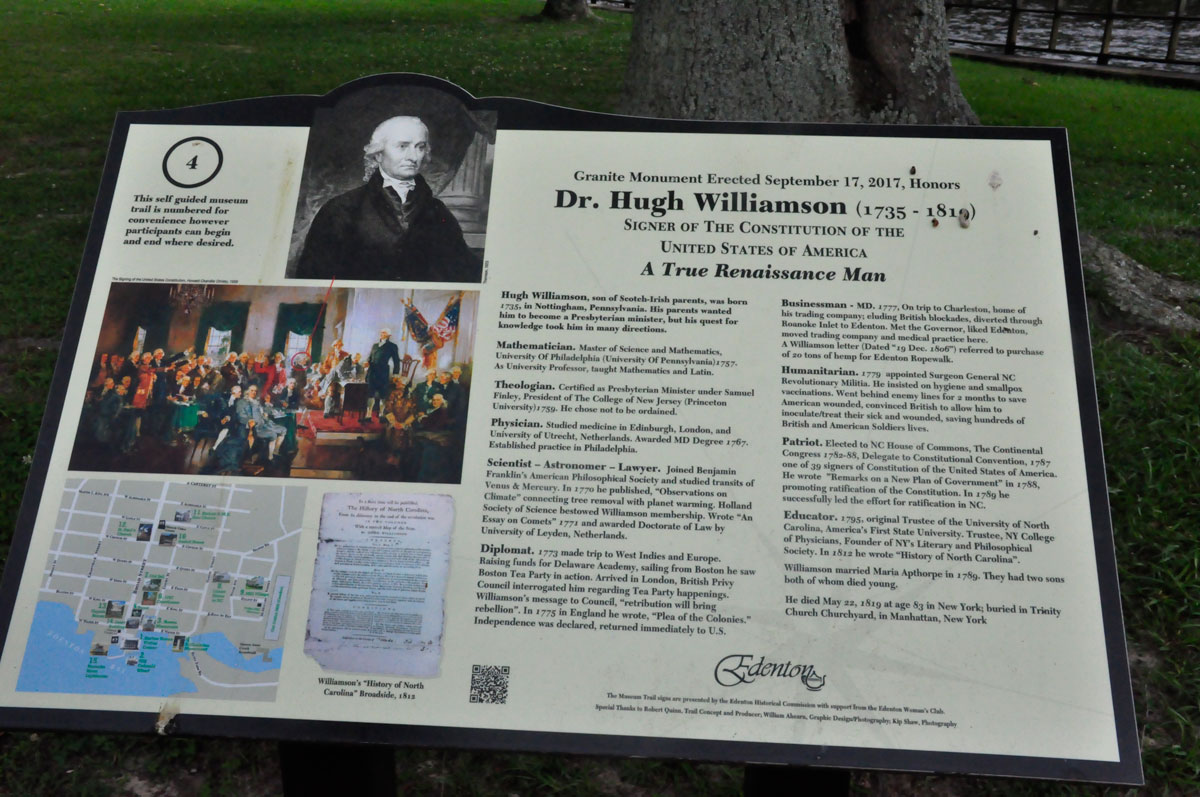 4
This self guided museum
trail is numbered for
convenience however
participants can begin
and end where desired.
Granite Monument Erected September 17, 2017, Honors
Dr. Hugh Williamson (1735 - 1819)
Signer of The Constitution of the
United States of America
A True Renaissance Man
Hugh Williamson, son of Scotch-Irish parents, was born
1735, in Nottingham, Pennsylvania. His parents wanted
him to become a Presbyterian minister, but his quest for
knowledge took him in many directions.
Mathematician. Master of Science and Mathematics,
University Of Philadelphia (University Of Pennsylvania)1757.
As University Professor, taught Mathematics and Latin.
Theologian. Certified as Presbyterian Minister under Samuel
Finley, President of The College of New Jersey (Princeton
University)1759. He chose not to be ordained.
Physician. Studied medicine in Edinburgh, London, and
University of Utrecht, Netherlands. Awarded MD Degree 1767.
Established practice in Philadelphia.
Scientist – Astronomer – Lawyer. Joined Benjamin
Franklin's American Philosophical Society and studied transits of
Venus & Mercury. In 1770 he published, "Observations on
Climate" connecting tree removal with planet warming. Holland
Society of Science bestowed Williamson membership. Wrote "An
Essay on Comets" 1771 and awarded Doctorate of Law by
University of Leyden, Netherlands.
Diplomat. 1773 made trip to West Indies and Europe.
Raising funds for Delaware Academy, sailing from Boston he saw
Boston Tea Party in action. Arrived in London, British Privy
Council interrogated him regarding Tea Party happenings.
Williamson's message to Council, "retribution will bring
rebellion". In 1775 in England he wrote, "Plea of the Colonies."
Independence was declared, returned immediately to U.S.
Businessman - MD. 1777, On trip to Charleston, home of
his trading company; eluding British blockades, diverted through
Roanoke Inlet to Edenton. Met the Governor, liked Edenton,
moved trading company and medical practice here.
A Williamson letter (Dated "19 Dec. 1806") referred to purchase
of 20 tons of hemp for Edenton Ropewalk.
Humanitarian. 1779 appointed Surgeon General NC
Revolutionary Militia. He insisted on hygiene and smallpox
vaccinations. Went behind enemy lines for 2 months to save
American wounded, convinced British to allow him to
inoculate/treat their sick and wounded, saving hundreds of
British and American Soldiers lives.
Patriot. Elected to NC House of Commons, The Continental
Congress 1782-88, Delegate to Constitutional Convention, 1787
one of 39 signers of Constitution of the United States of America.
He wrote "Remarks on a New Plan of Government" in 1788,
promoting ratification of the Constitution. In 1789 he
successfully led the effort for ratification in NC.
Educator. 1795, original Trustee of the University of North
Carolina, America's First State University. Trustee, NY College
of Physicians, Founder of NY's Literary and Philosophical
Society. In 1812 he wrote "History of North Carolina".
Williamson married Maria Apthorpe in 1789. They had two sons
both of whom died young.
He died May 22, 1819 at age 83 in New York; buried in Trinity
Church Churchyard, in Manhattan, New York
The History of North Carolina,
Williamson's "History of North
Carolina" Broadside, 1812
Edenton
The Museum Trail signs are presented by the Edenton Historical Commission with support from the Edenton Woman's Club.
Special Thanks to Robert Quinn, Trail Concept and Producer; William Ahearn, Graphic Design/Photography; Kip Shaw, Photography